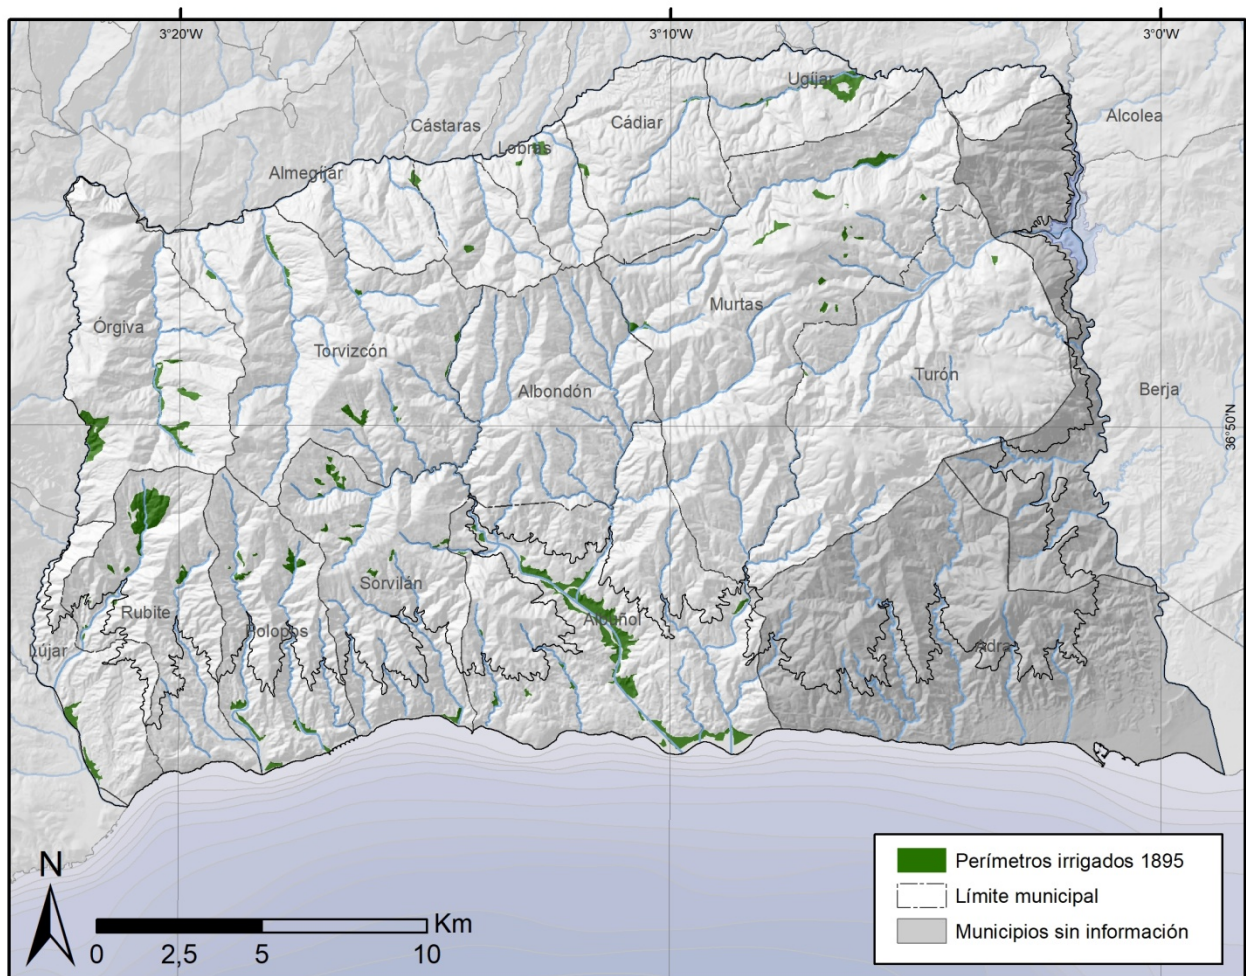 3°20'W
3°10'W
3°0'W
Ugíjar
Alcolea
Cástaras
Cádiar
Lobras
Almegíjar
Murtas
Órgiva
Torvizcón
Turón
Albondón
Berja
36°50'N
Sorvilán
Rubite
Albuñol
Polopos
Adra
Lújar
Perímetros irrigados 1895
Límite municipal
Municipios sin información
N
Km
0 2,5 5 10